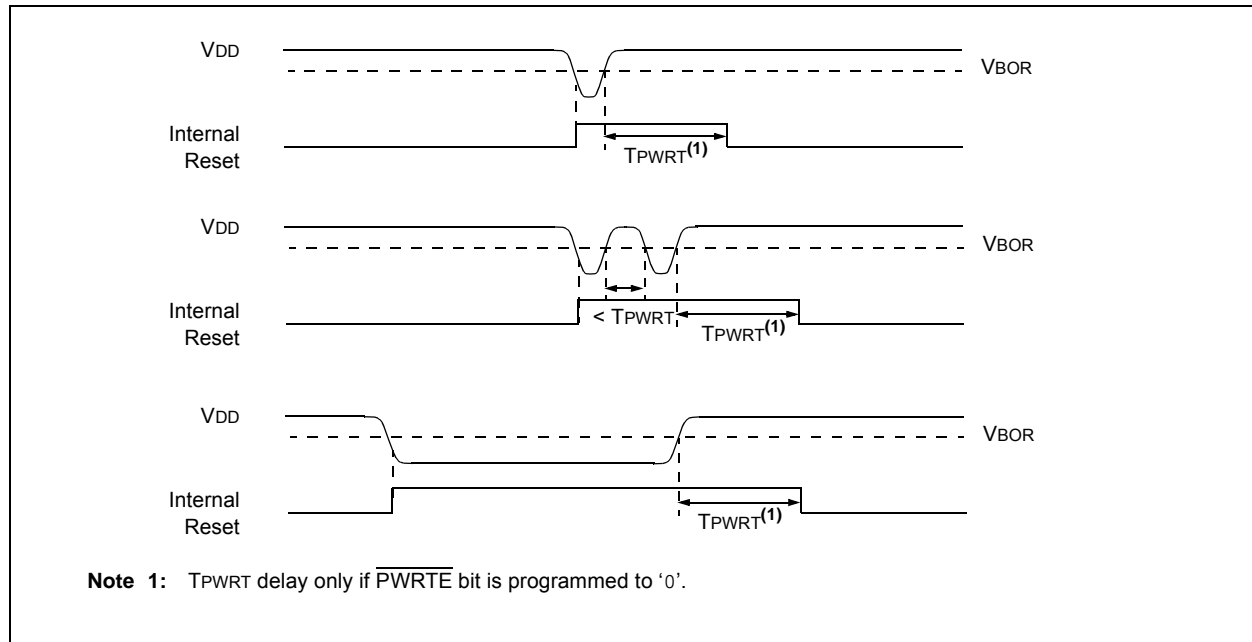 VDD
VBOR
Internal
Reset
TPWRT(1)
VDD
VBOR
Internal
Reset
< TPWRT
TPWRT(1)
VDD
VBOR
Internal
Reset
TPWRT(1)
Note 1: TPWRT delay only if PWRTE bit is programmed to ‘0’.